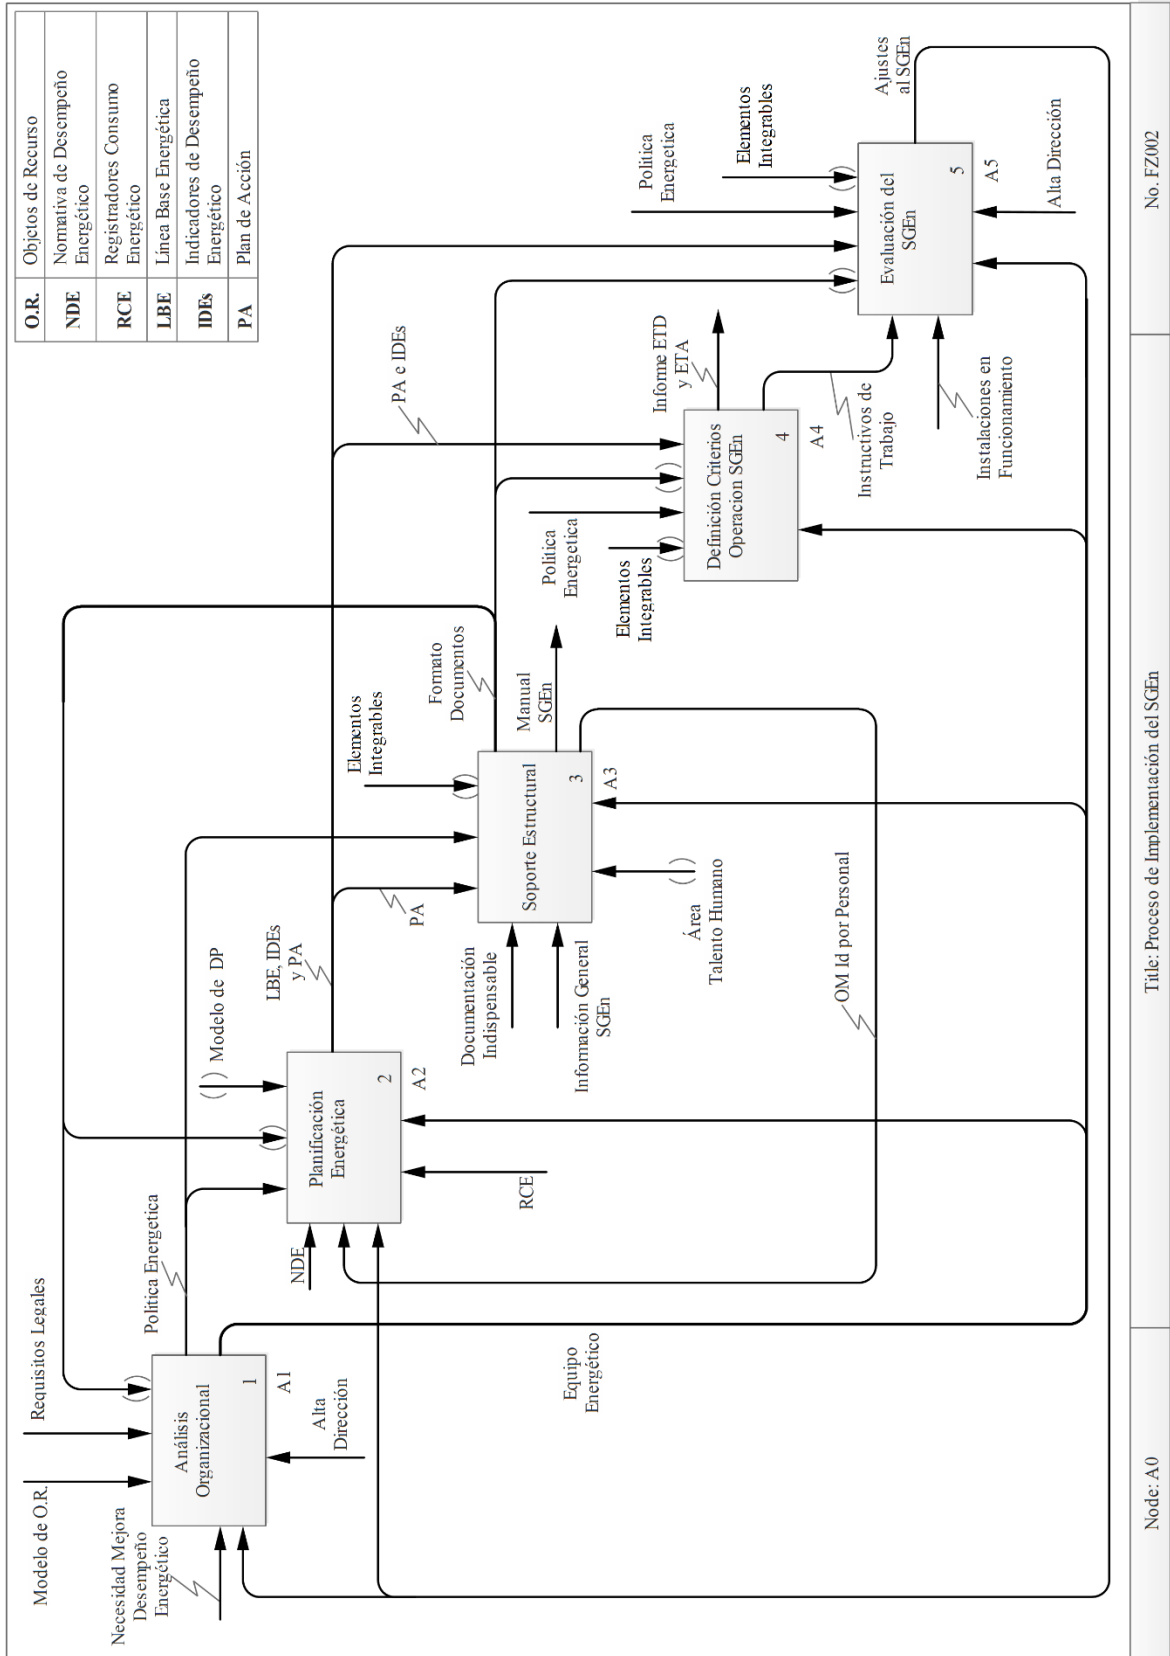 O.R. Objetos de Recurso
NDE Normativa de Desempeño
Energético
RCE Registradores Consumo
Energético
LBE Línea Base Energética
IDEs Indicadores de Desempeño
Energético
PA Plan de Acción
Modelo de O.R.
Requisitos Legales
Necesidad Mejora
Desempeño
Energético
Análisis
Organizacional
1
A1
Alta
Dirección
Politica Energetica
Equipo
Energético
NDE
Modelo de DP
Planificación
Energética
2
A2
RCE
LBE, IDEs
y PA
PA
Elementos
Integrables
Documentación
Indispensable
Información General
SGEn
Soporte Estructural
3
A3
Área
Talento Humano
OM Id por Personal
Formato
Documentos
Manual
SGEn
PA e IDEs
Politica
Energetica
Elementos
Integrables
Definición Criterios
Operacion SGEn
4
A4
Informe ETD
y ETA
Instructivos de
Trabajo
Instalaciones en
Funcionamiento
Politica
Energetica
Elementos
Integrables
Evaluación del
SGEn
5
A5
Ajustes
al SGEn
Alta Dirección
Node: A0
Title: Proceso de Implementación del SGEn
No. FZ002